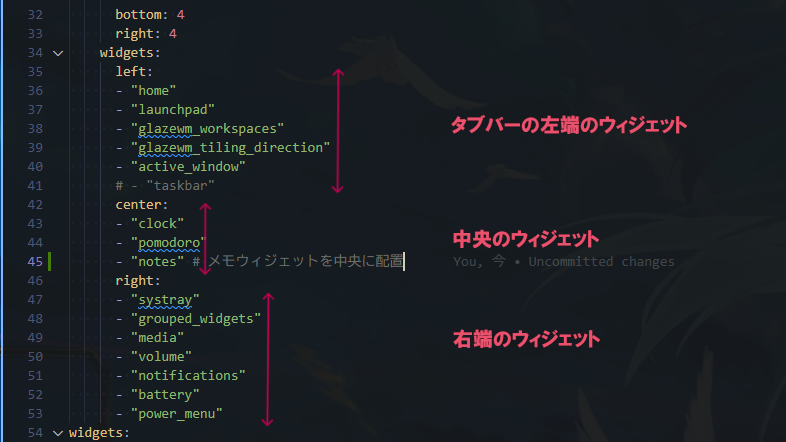 32 bottom: 4
33 right: 4
34 widgets:
35 left:
36 - "home"
37 - "launchpad"
38 - "glazewm_workspaces"
39 - "glazewm_tiling_direction"
40 - "active_window"
41 # - "taskbar"
42 center:
43 - "clock"
44 - "pomodoro"
45 - "notes" # メモウィジェットを中央に配置 You, 今 • Uncommitted changes
46 right:
47 - "systray"
48 - "grouped_widgets"
49 - "media"
50 - "volume"
51 - "notifications"
52 - "battery"
53 - "power_menu"
54 widgets:
タブバーの左端のウィジェット
中央のウィジェット
右端のウィジェット